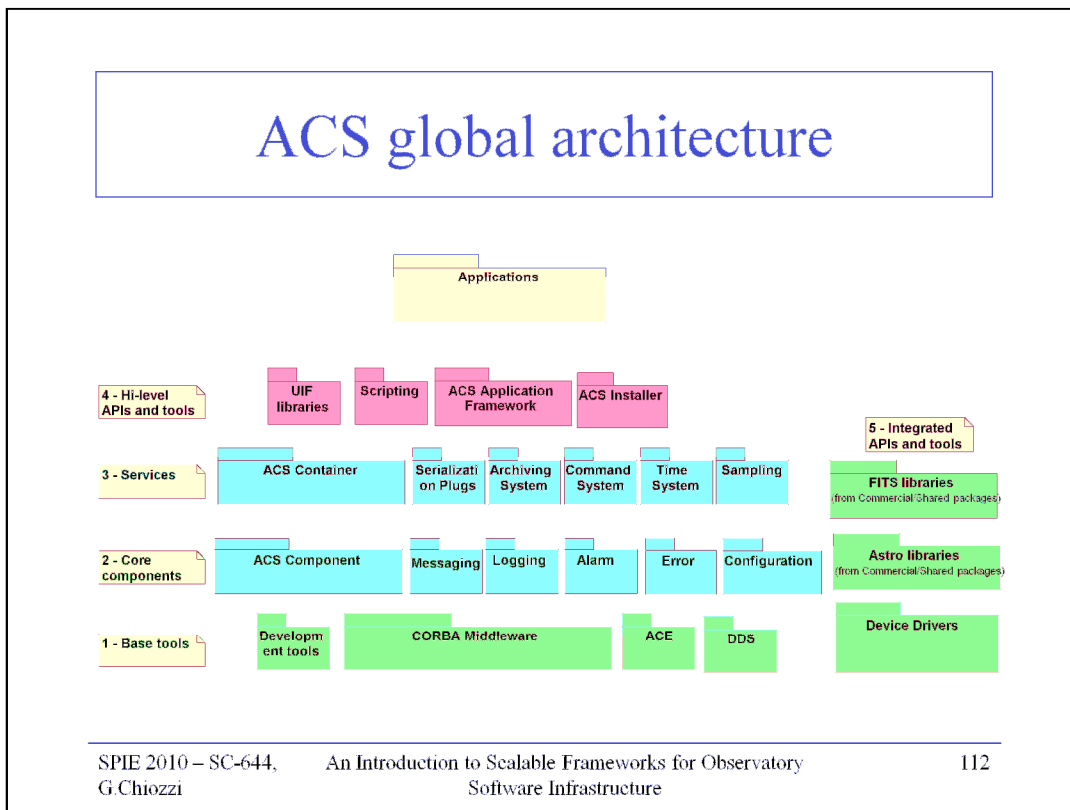 ACS global architecture
Applications
4 - Hi-level
APIs and tools
UIF
libraries
Scripting
ACS Application
Framework
ACS Installer
5 - Integrated
APIs and tools
3 - Services
ACS Container
Serializati
on Plugs
Archiving
System
Command
System
Time
System
Sampling
FITS libraries
(from Commercial/Shared packages)
2 - Core
components
ACS Component
Messaging
Logging
Alarm
Error
Configuration
Astro libraries
(from Commercial/Shared packages)
1 - Base tools
Developm
ent tools
CORBA Middleware
ACE
DDS
Device Drivers
SPIE 2010 – SC-644,
G.Chiozzi
An Introduction to Scalable Frameworks for Observatory
Software Infrastructure
112